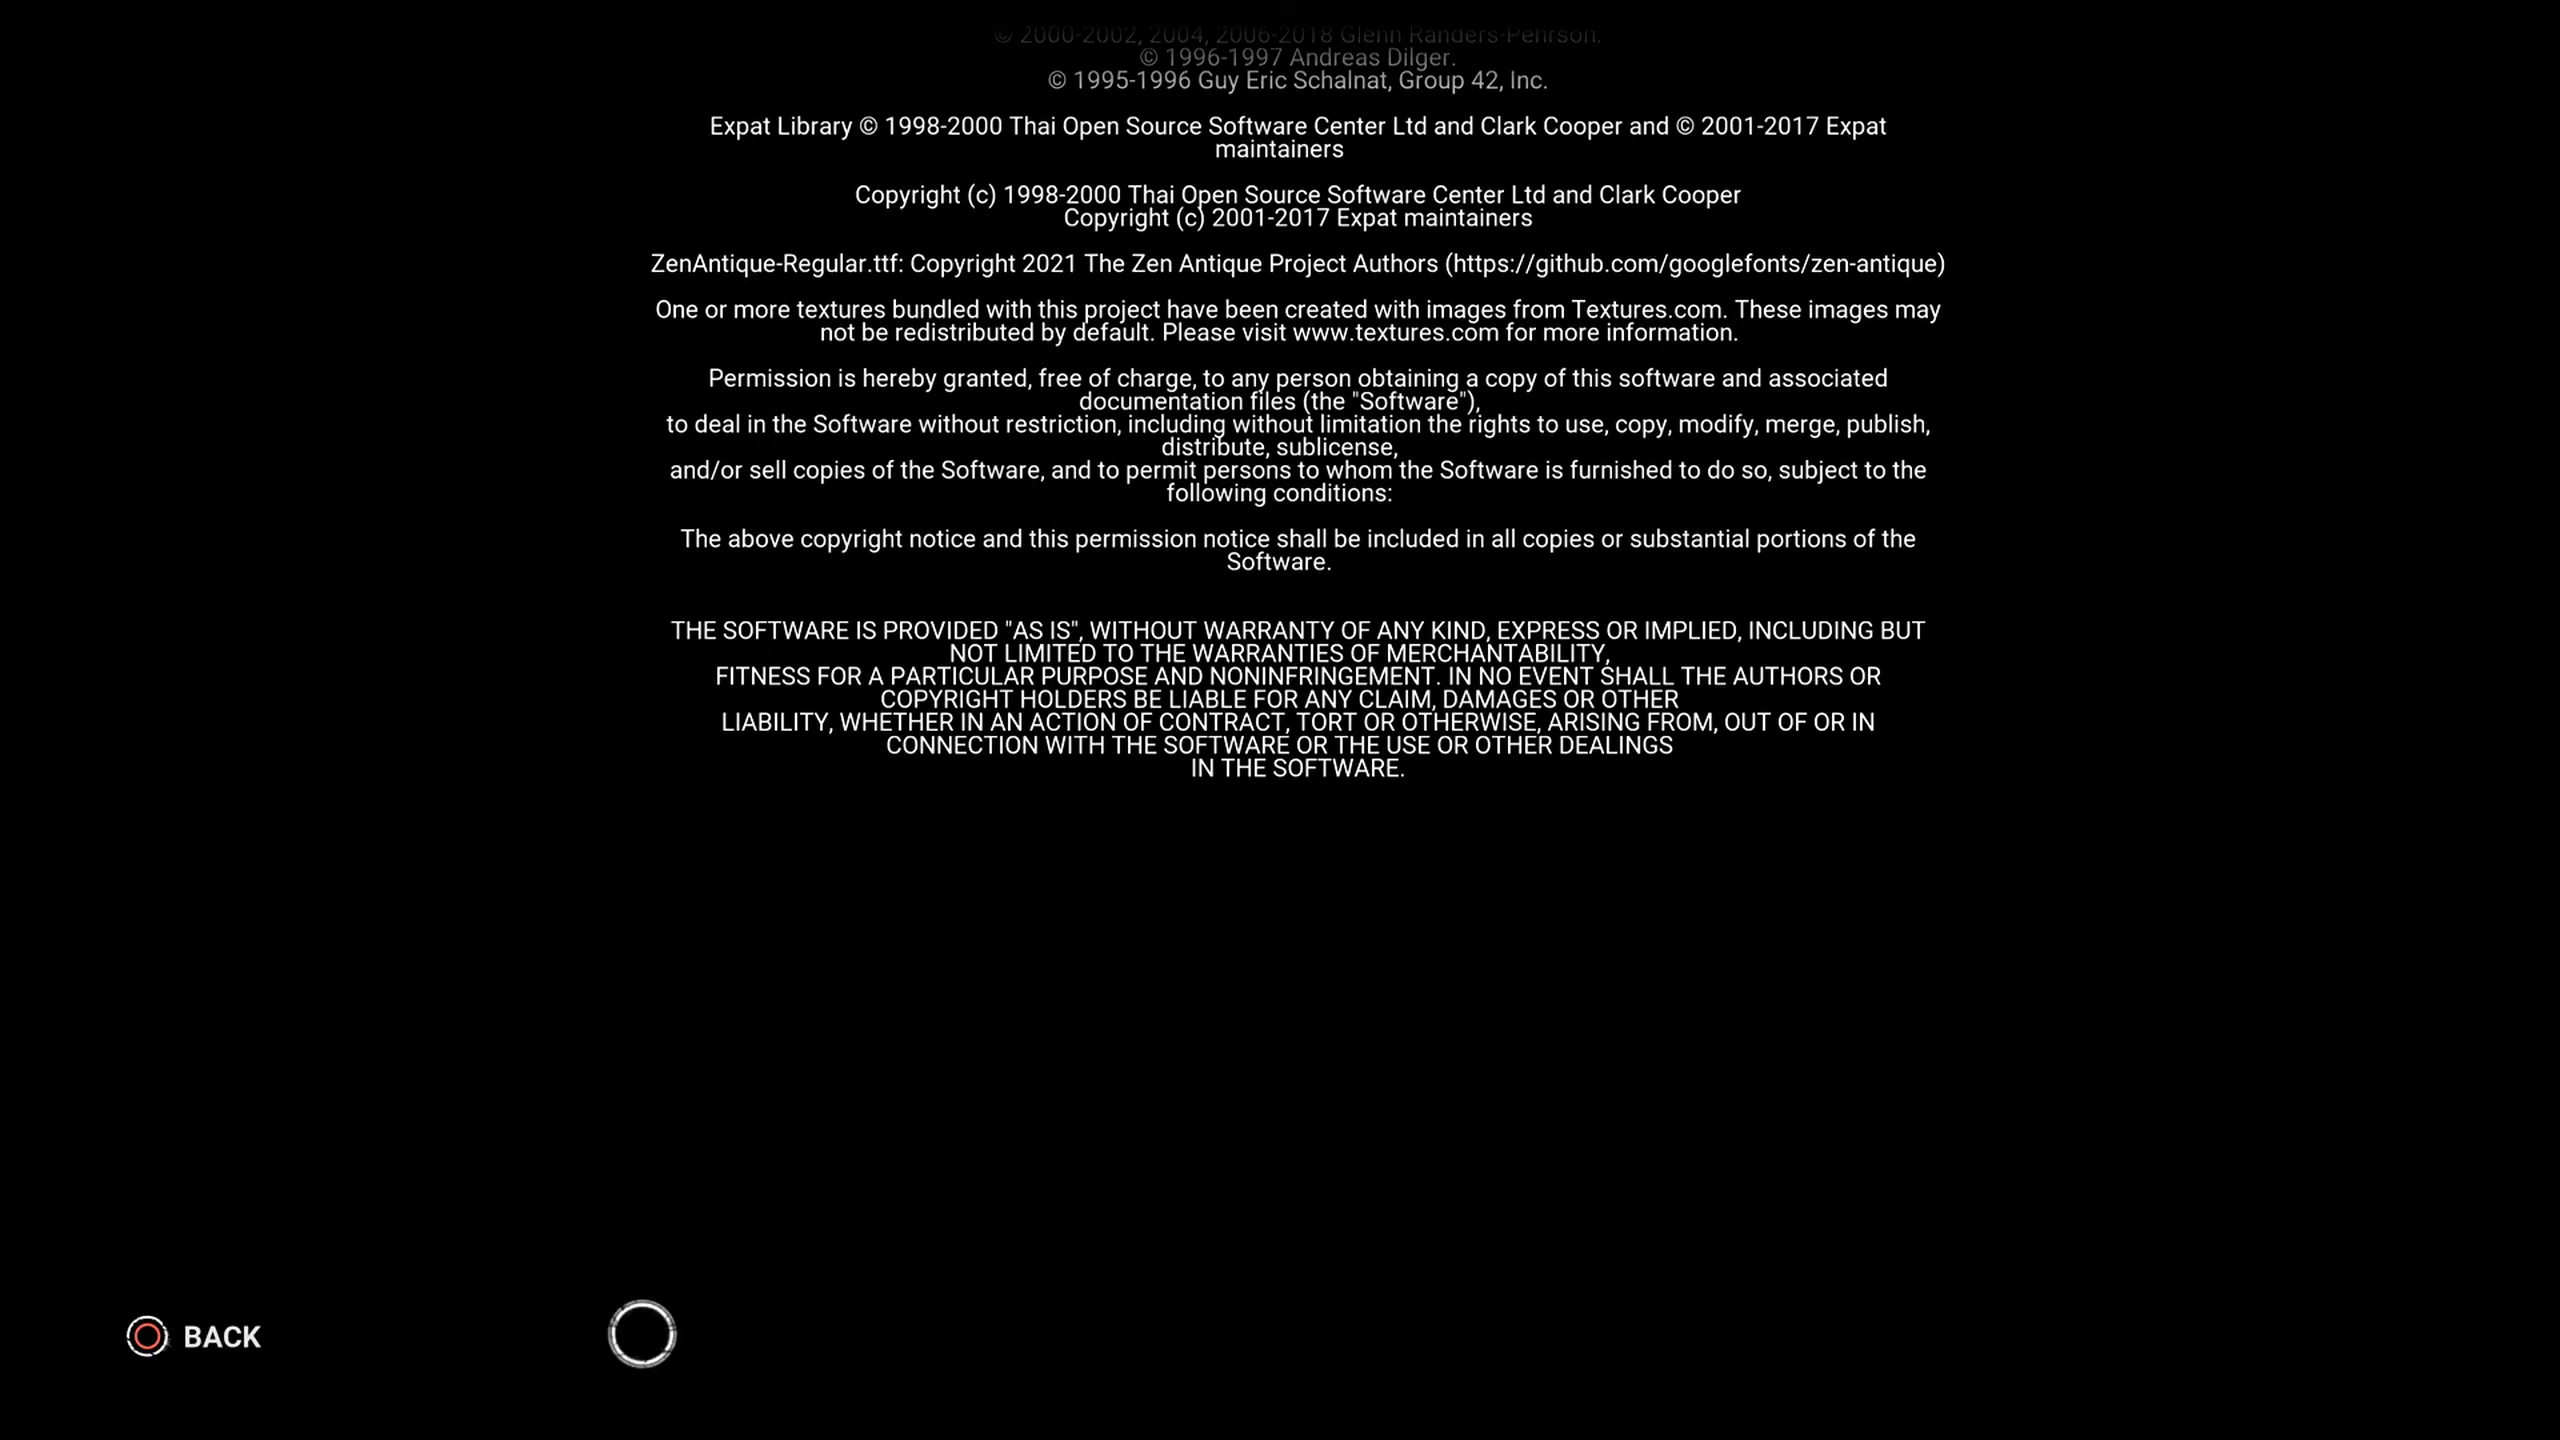 © 2000-2002, 2004, 2006-2018 Glenn Randers-Pehrson.
© 1996-1997 Andreas Dilger.
© 1995-1996 Guy Eric Schalnat, Group 42, Inc.
Expat Library © 1998-2000 Thai Open Source Software Center Ltd and Clark Cooper and © 2001-2017 Expat
maintainers
Copyright (c) 1998-2000 Thai Open Source Software Center Ltd and Clark Cooper
Copyright (c) 2001-2017 Expat maintainers
ZenAntique-Regular.ttf: Copyright 2021 The Zen Antique Project Authors (https://github.com/googlefonts/zen-antique)
One or more textures bundled with this project have been created with images from Textures.com. These images may
not be redistributed by default. Please visit www.textures.com for more information.
Permission is hereby granted, free of charge, to any person obtaining a copy of this software and associated
documentation files (the "Software"),
to deal in the Software without restriction, including without limitation the rights to use, copy, modify, merge, publish,
distribute, sublicense,
and/or sell copies of the Software, and to permit persons to whom the Software is furnished to do so, subject to the
following conditions:
The above copyright notice and this permission notice shall be included in all copies or substantial portions of the
Software.
THE SOFTWARE IS PROVIDED "AS IS", WITHOUT WARRANTY OF ANY KIND, EXPRESS OR IMPLIED, INCLUDING BUT
NOT LIMITED TO THE WARRANTIES OF MERCHANTABILITY,
FITNESS FOR A PARTICULAR PURPOSE AND NONINFRINGEMENT. IN NO EVENT SHALL THE AUTHORS OR
COPYRIGHT HOLDERS BE LIABLE FOR ANY CLAIM, DAMAGES OR OTHER
LIABILITY, WHETHER IN AN ACTION OF CONTRACT, TORT OR OTHERWISE, ARISING FROM, OUT OF OR IN
CONNECTION WITH THE SOFTWARE OR THE USE OR OTHER DEALINGS
IN THE SOFTWARE.
BACK